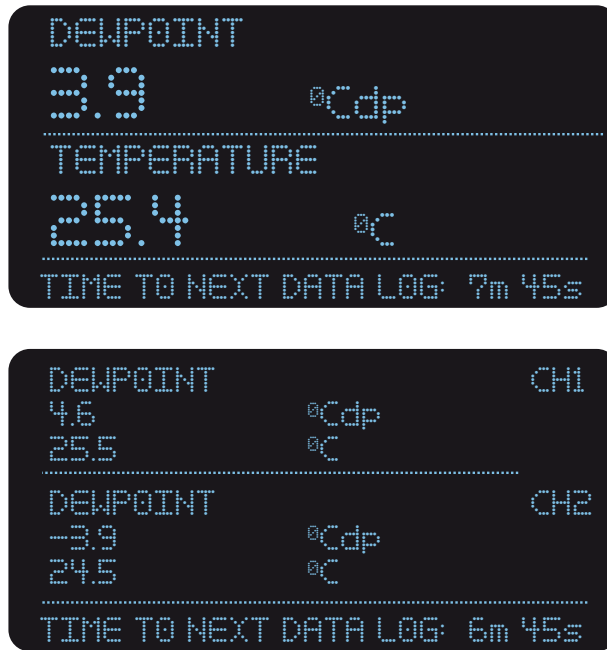 DEWPOINT
3.9 °Cdp
TEMPERATURE
25.4 °C
TIME TO NEXT DATA LOG: 7m 45s
DEWPOINT CH1
4.6 °Cdp
25.5 °C
DEWPOINT CH2
-3.9 °Cdp
24.5 °C
TIME TO NEXT DATA LOG: 6m 45s